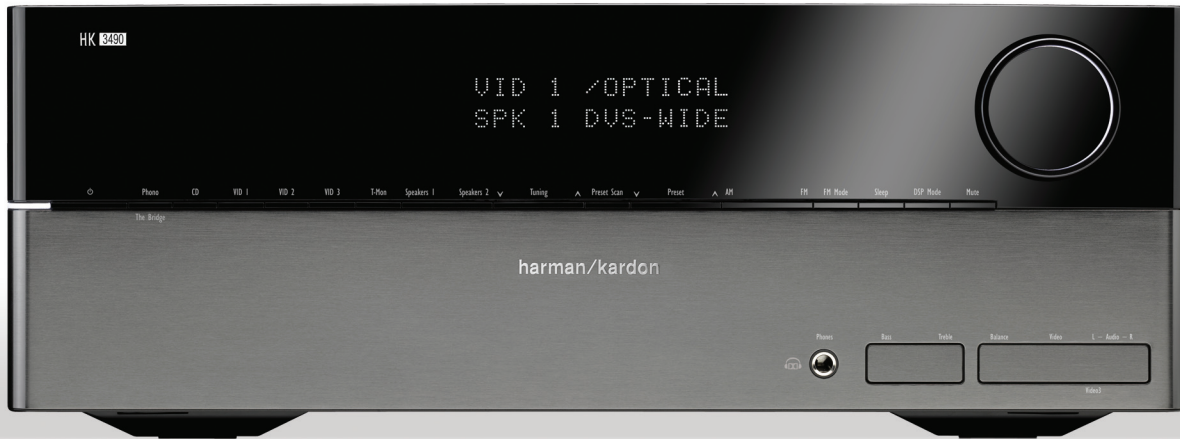 HK 3490
VID 1 /OPTICAL
SPK 1 DVS-WIDE
Phono CD VID 1 VID 2 VID 3 T-Mon Speakers 1 Speakers 2 ∨ Tuning ∧ Preset Scan ∨ Preset ∧ AM FM FM Mode Sleep DSP Mode Mute
The Bridge
harman/kardon
Phones Bass Treble Balance Video L – Audio – R
Video3